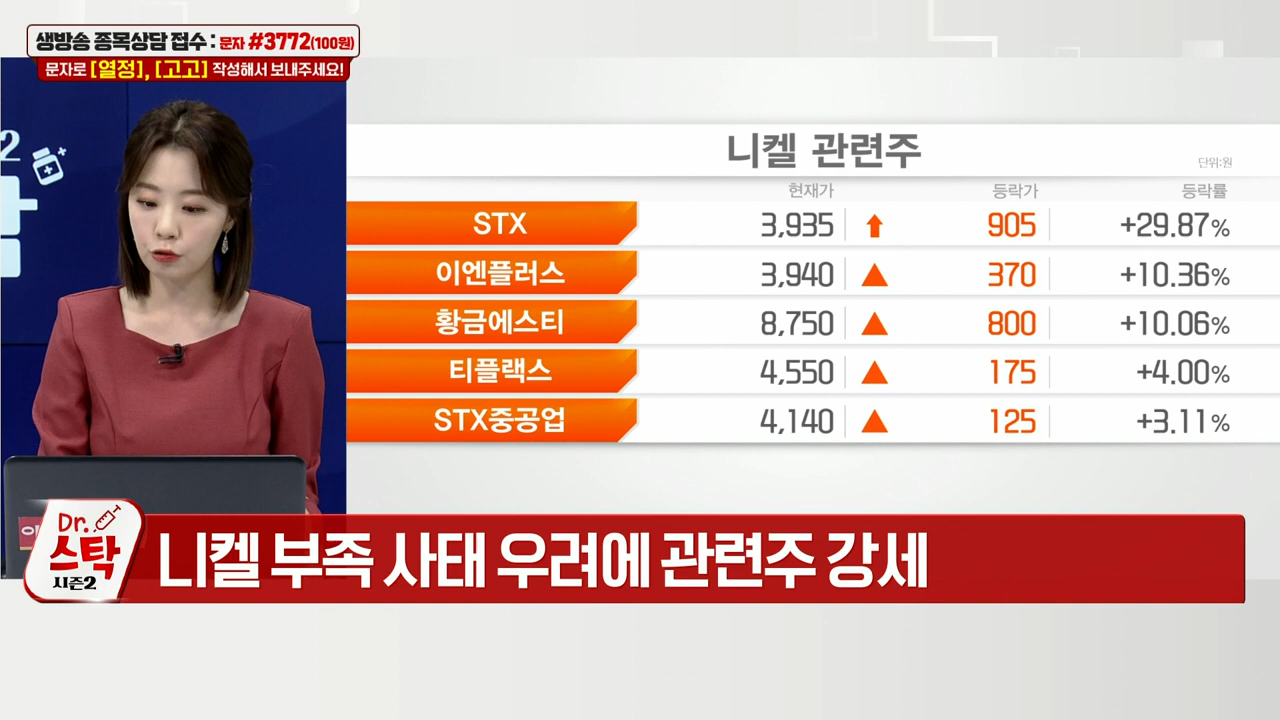 생방송 종목상담 접수 : 문자 #3772(100원)
문자로 [열정], [고고] 작성해서 보내주세요!
2
니켈 관련주
단위:원
현재가 등락가 등락률
STX 3,935 905 +29.87%
이엔플러스 3,940 370 +10.36%
황금에스티 8,750 800 +10.06%
티플랙스 4,550 175 +4.00%
STX중공업 4,140 125 +3.11%
Dr.
스탁
시즌2
니켈 부족 사태 우려에 관련주 강세